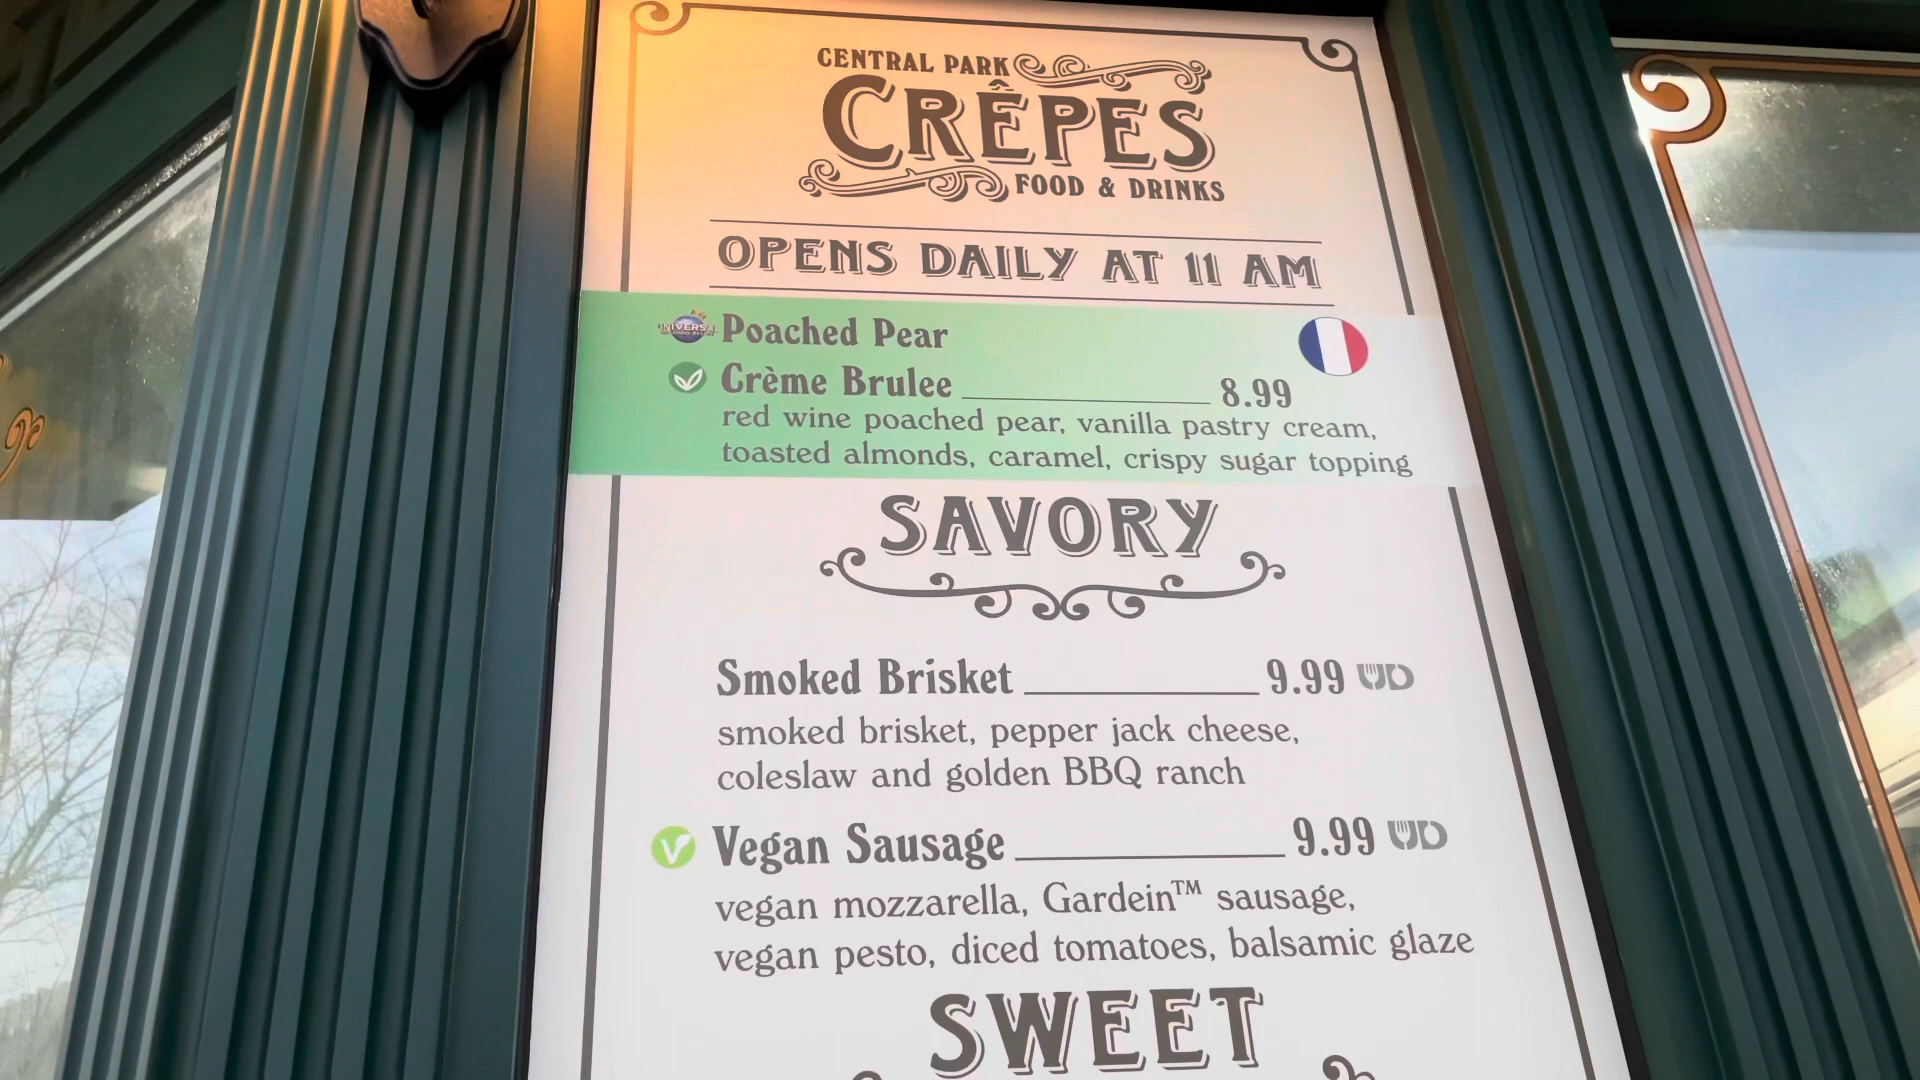 CENTRAL PARK
CRÊPES
FOOD & DRINKS
OPENS DAILY AT 11 AM
UNIVERSAL
Poached Pear
Crème Brulee 8.99
red wine poached pear, vanilla pastry cream,
toasted almonds, caramel, crispy sugar topping
SAVORY
Smoked Brisket 9.99 UD
smoked brisket, pepper jack cheese,
coleslaw and golden BBQ ranch
V Vegan Sausage 9.99 UD
vegan mozzarella, Gardein™ sausage,
vegan pesto, diced tomatoes, balsamic glaze
SWEET